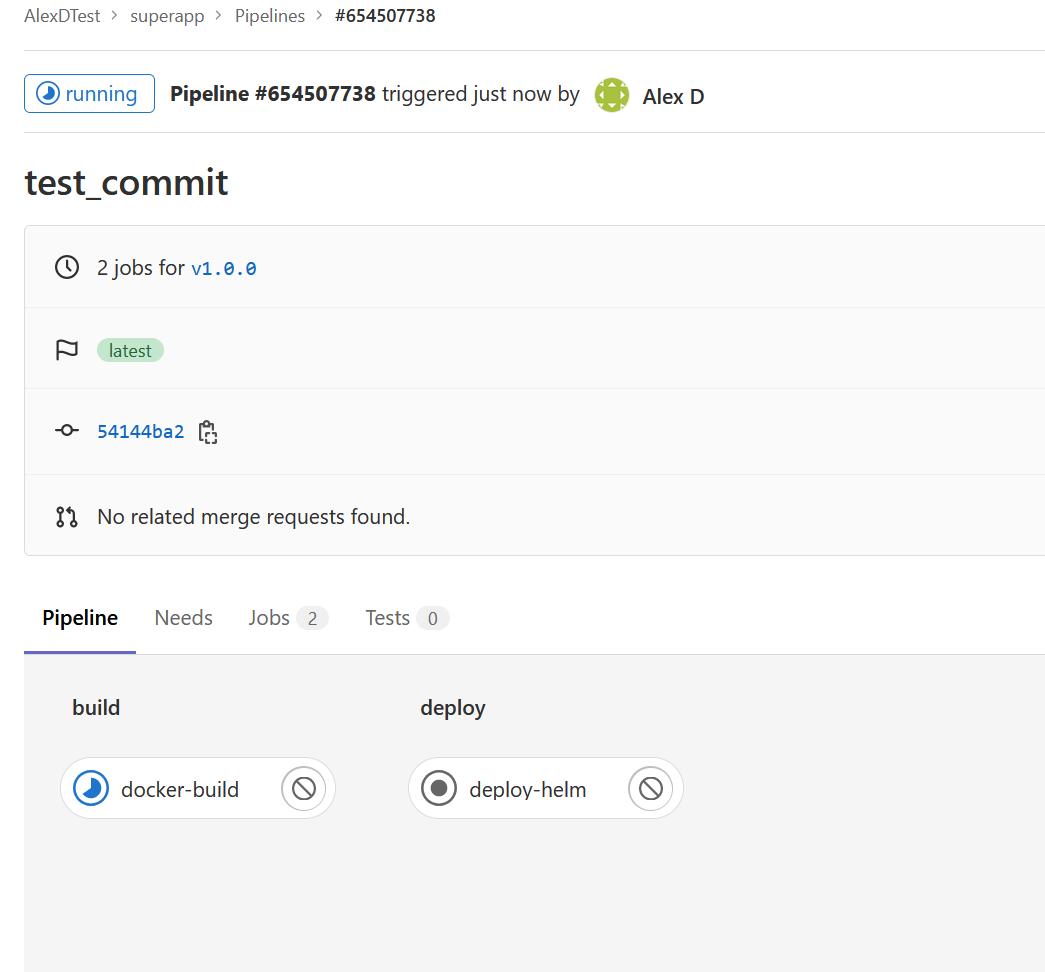 AlexDTest > superapp > Pipelines > #654507738
running Pipeline #654507738 triggered just now by Alex D
test_commit
2 jobs for v1.0.0
latest
54144ba2
No related merge requests found.
Pipeline Needs Jobs 2 Tests 0
build deploy
docker-build deploy-helm